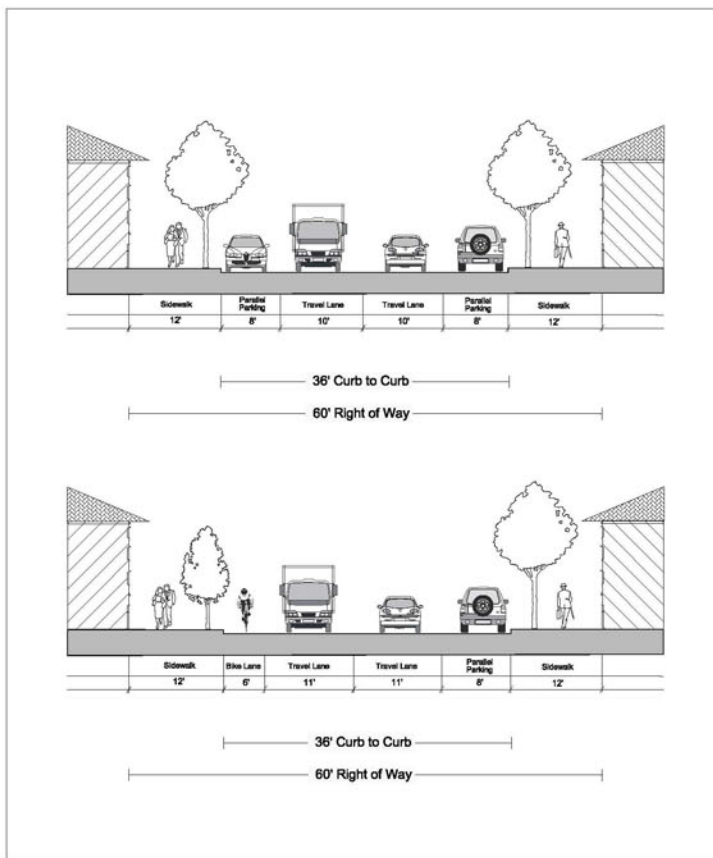 Sidewalk Parallel Parking Travel Lane Travel Lane Parallel Parking Sidewalk
12' 8' 10' 10' 8' 12'
36' Curb to Curb
60' Right of Way
Sidewalk Bike Lane Travel Lane Travel Lane Parallel Parking Sidewalk
12' 6' 11' 11' 8' 12'
36' Curb to Curb
60' Right of Way